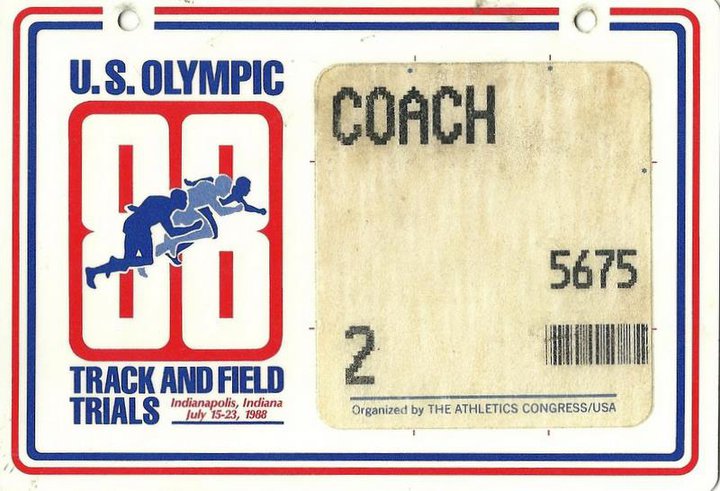 U.S. OLYMPIC
88
TRACK AND FIELD
TRIALS
Indianapolis, Indiana
July 15-23, 1988
COACH
5675
2
Organized by THE ATHLETICS CONGRESS/USA